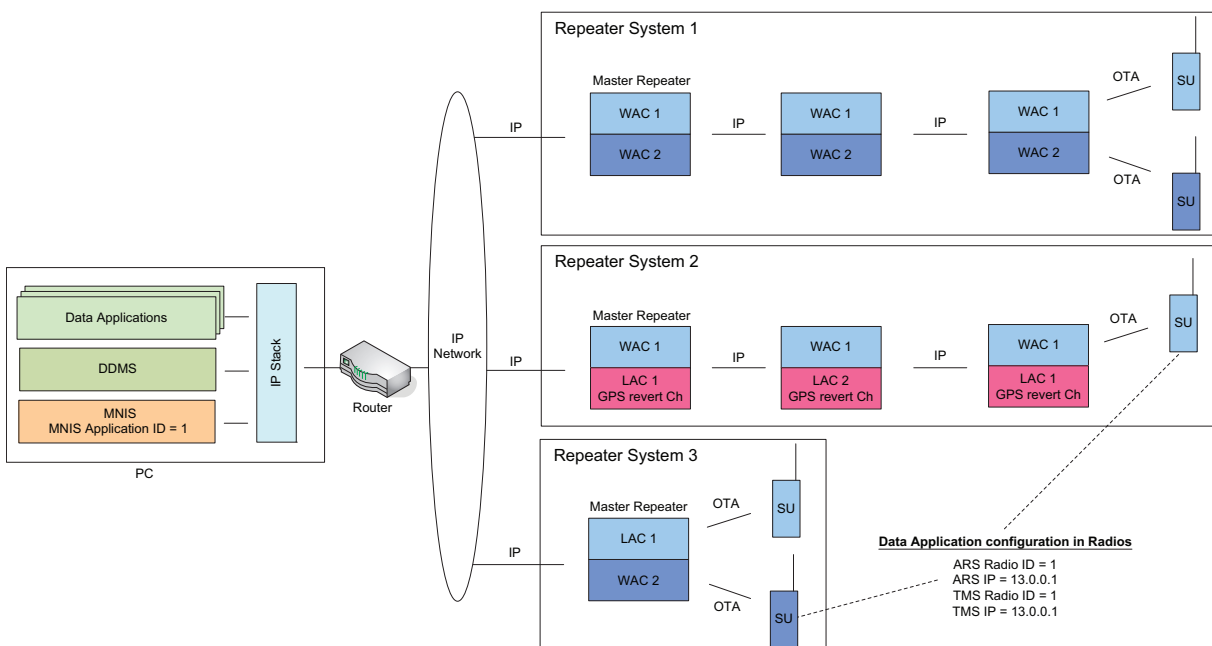 Repeater System 1
Master Repeater
WAC 1
WAC 2
IP
IP
WAC 1
WAC 2
IP
WAC 1
WAC 2
OTA
OTA
SU
SU
Repeater System 2
Master Repeater
WAC 1
LAC 1
GPS revert Ch
IP
IP
WAC 1
LAC 2
GPS revert Ch
IP
WAC 1
LAC 1
GPS revert Ch
OTA
SU
Data Applications
DDMS
MNIS
MNIS Application ID = 1
IP Stack
PC
Router
IP
Network
Repeater System 3
Master Repeater
LAC 1
WAC 2
IP
OTA
OTA
SU
SU
Data Application configuration in Radios
ARS Radio ID = 1
ARS IP = 13.0.0.1
TMS Radio ID = 1
TMS IP = 13.0.0.1